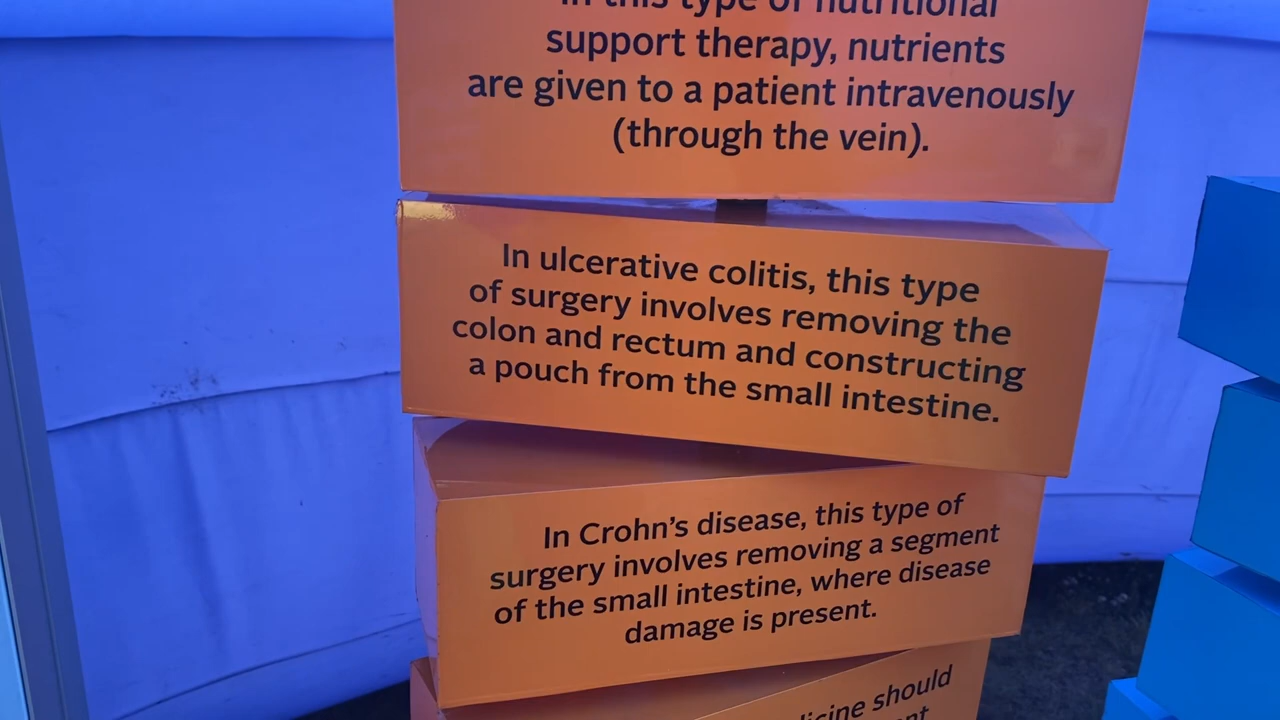 In this type of nutritional
support therapy, nutrients
are given to a patient intravenously
(through the vein).
In ulcerative colitis, this type
of surgery involves removing the
colon and rectum and constructing
a pouch from the small intestine.
In Crohn's disease, this type of
surgery involves removing a segment
of the small intestine, where disease
damage is present.
should